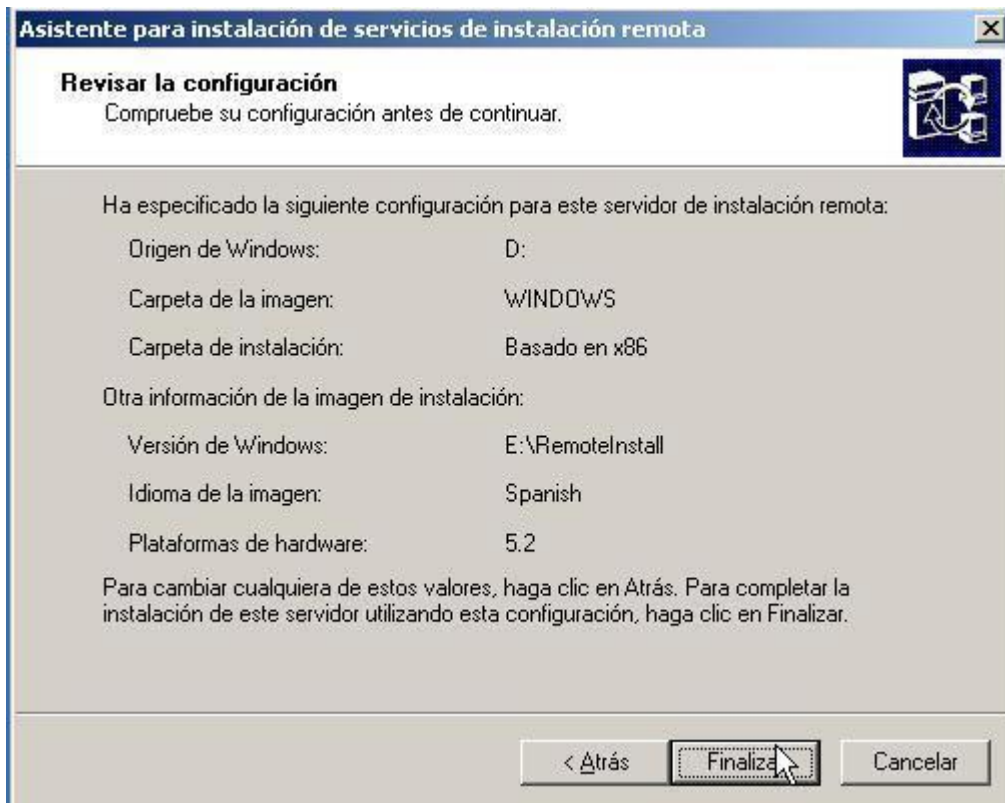 Asistente para instalación de servicios de instalación remota
Revisar la configuración
Compruebe su configuración antes de continuar.
Ha especificado la siguiente configuración para este servidor de instalación remota:
Origen de Windows: D:
Carpeta de la imagen: WINDOWS
Carpeta de instalación: Basado en x86
Otra información de la imagen de instalación:
Versión de Windows: E:\RemoteInstall
Idioma de la imagen: Spanish
Plataformas de hardware: 5.2
Para cambiar cualquiera de estos valores, haga clic en Atrás. Para completar la
instalación de este servidor utilizando esta configuración, haga clic en Finalizar.
< Atrás Finaliza Cancelar